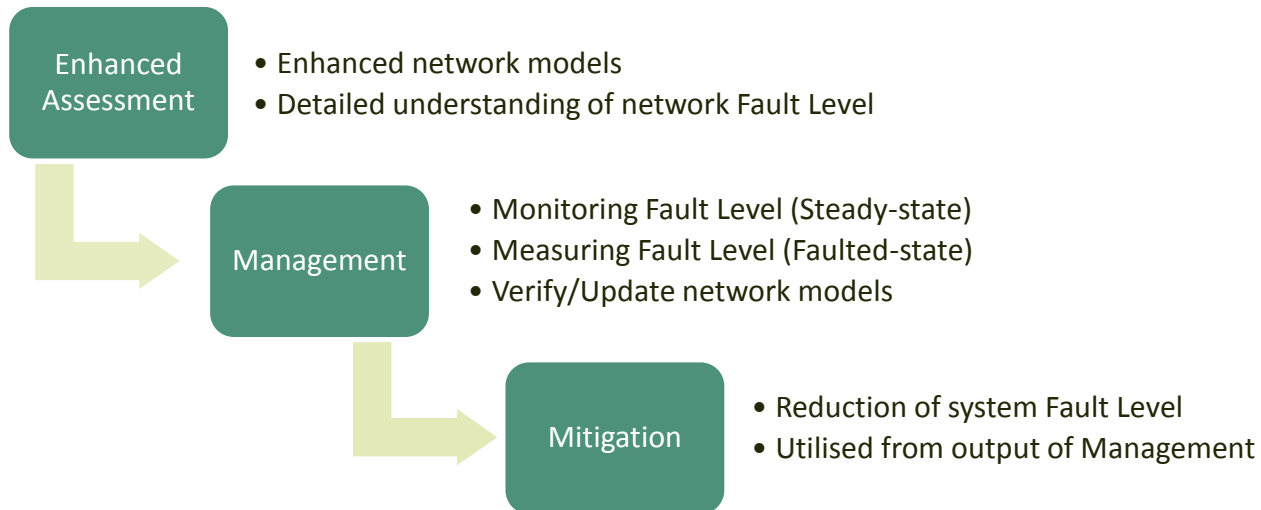 Enhanced
Assessment
• Enhanced network models
• Detailed understanding of network Fault Level
Management
• Monitoring Fault Level (Steady-state)
• Measuring Fault Level (Faulted-state)
• Verify/Update network models
Mitigation
• Reduction of system Fault Level
• Utilised from output of Management